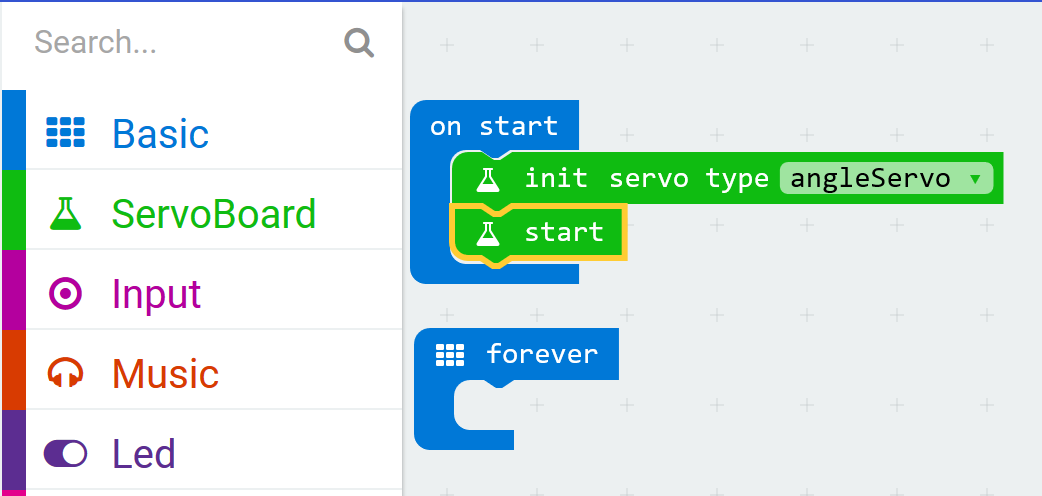 Search...
Basic
ServoBoard
Input
Music
Led
on start
init servo type angleServo
start
forever